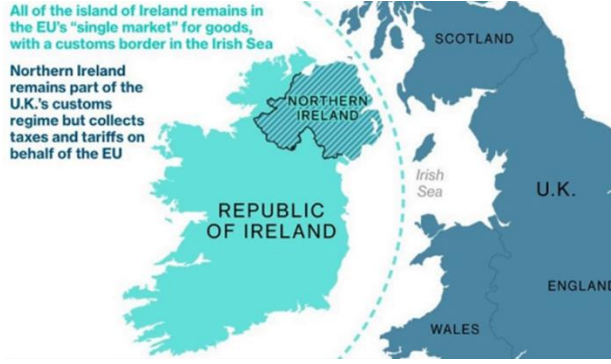 All of the island of Ireland remains in
the EU's "single market" for goods,
with a customs border in the Irish Sea
Northern Ireland
remains part of the
U.K.'s customs
regime but collects
taxes and tariffs on
behalf of the EU
SCOTLAND
NORTHERN
IRELAND
Irish
Sea
U.K.
REPUBLIC
OF IRELAND
ENGLAND
WALES